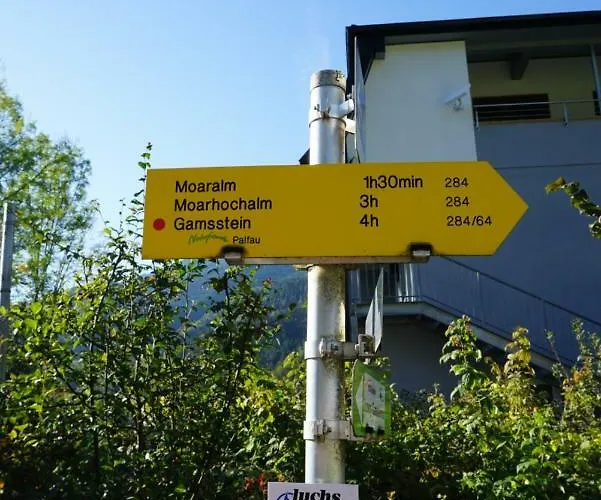 Moaralm 1h30min 284
Moarhochalm 3h 284
Gamsstein 4h 284/64
Palfau
luchs